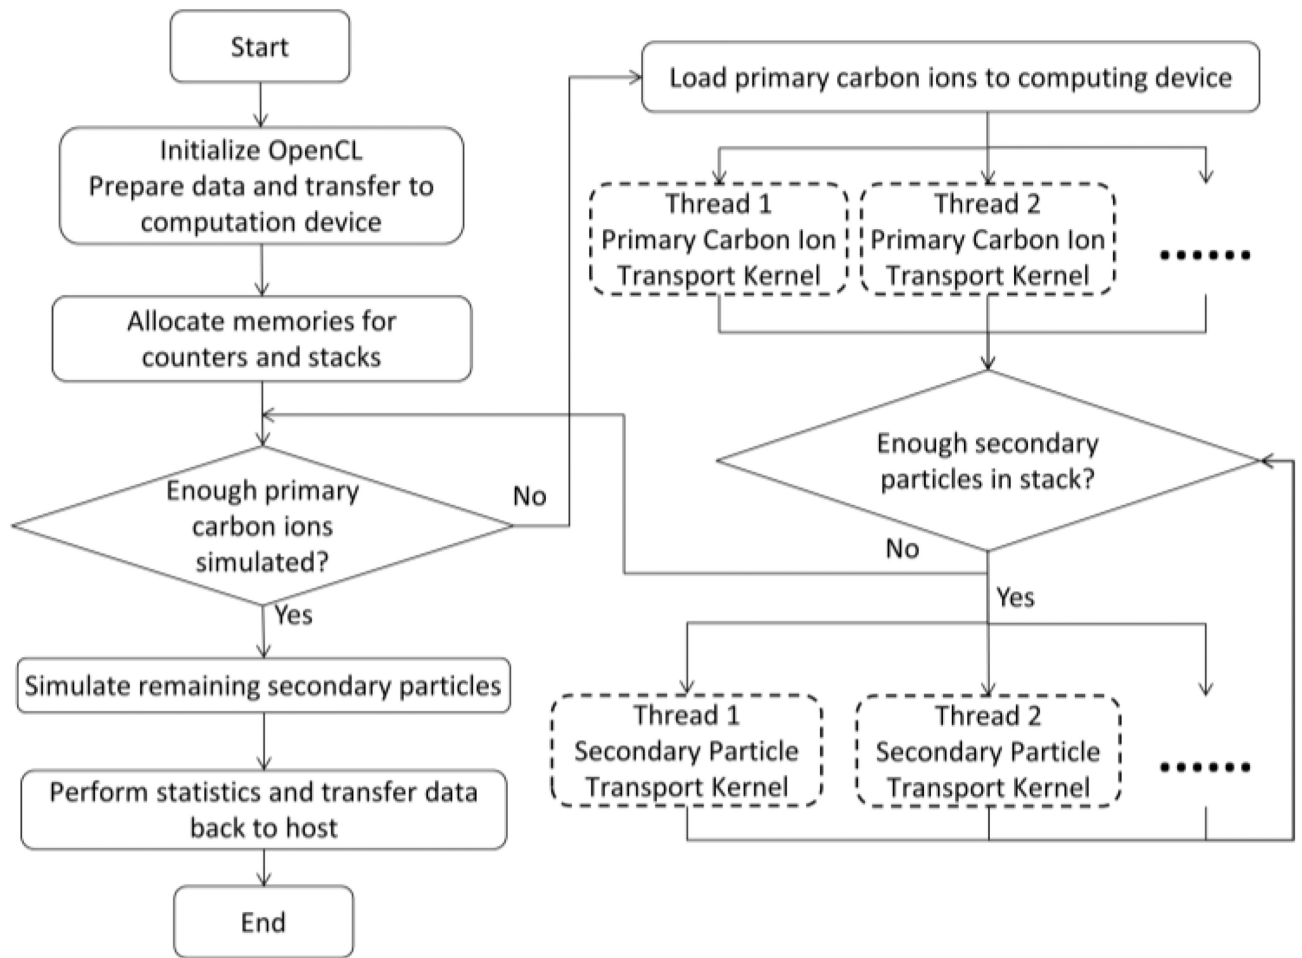 Start
Initialize OpenCL
Prepare data and transfer to
computation device
Allocate memories for
counters and stacks
Enough primary
carbon ions
simulated?
No
Yes
Simulate remaining secondary particles
Perform statistics and transfer data
back to host
End
Load primary carbon ions to computing device
Thread 1
Primary Carbon Ion
Transport Kernel
Thread 2
Primary Carbon Ion
Transport Kernel
......
Enough secondary
particles in stack?
No
Yes
Thread 1
Secondary Particle
Transport Kernel
Thread 2
Secondary Particle
Transport Kernel
......